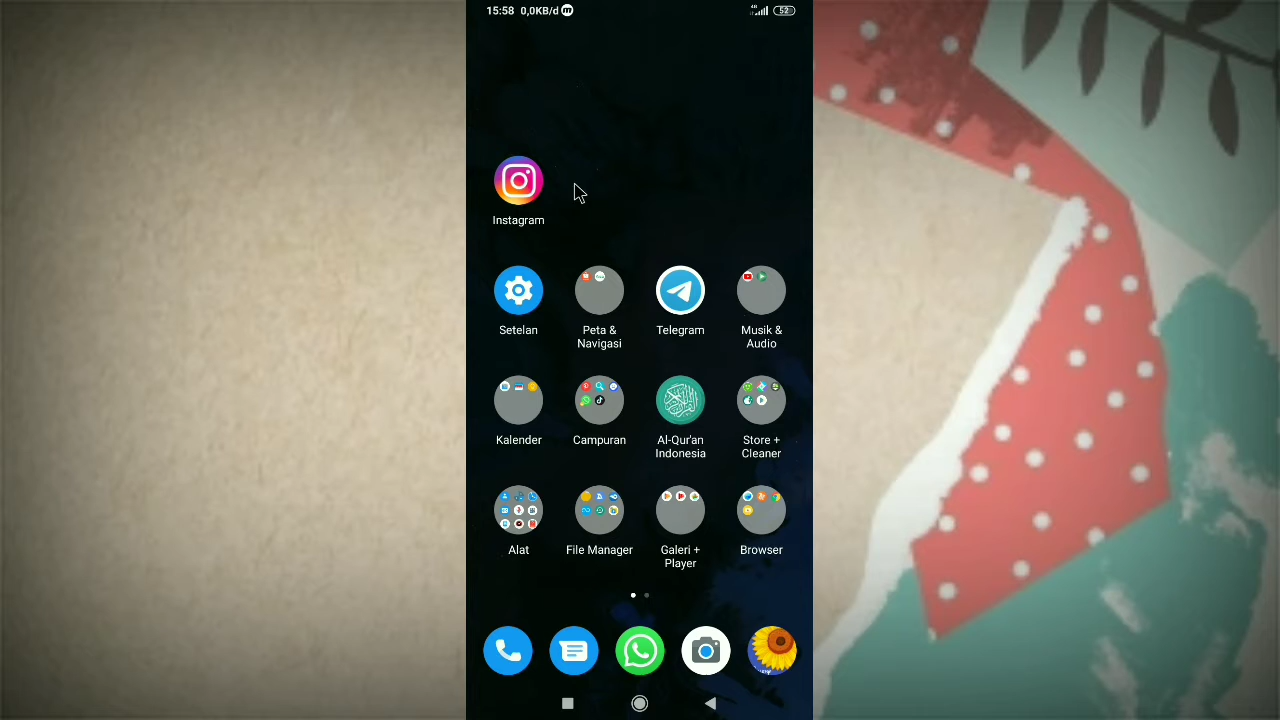 15:58 0,0KB/d
4G 52
Instagram
Setelan
Peta &
Navigasi
Telegram
Musik &
Audio
Kalender
Campuran
Al-Qur'an
Indonesia
Store +
Cleaner
Alat
File Manager
Galeri +
Player
Browser